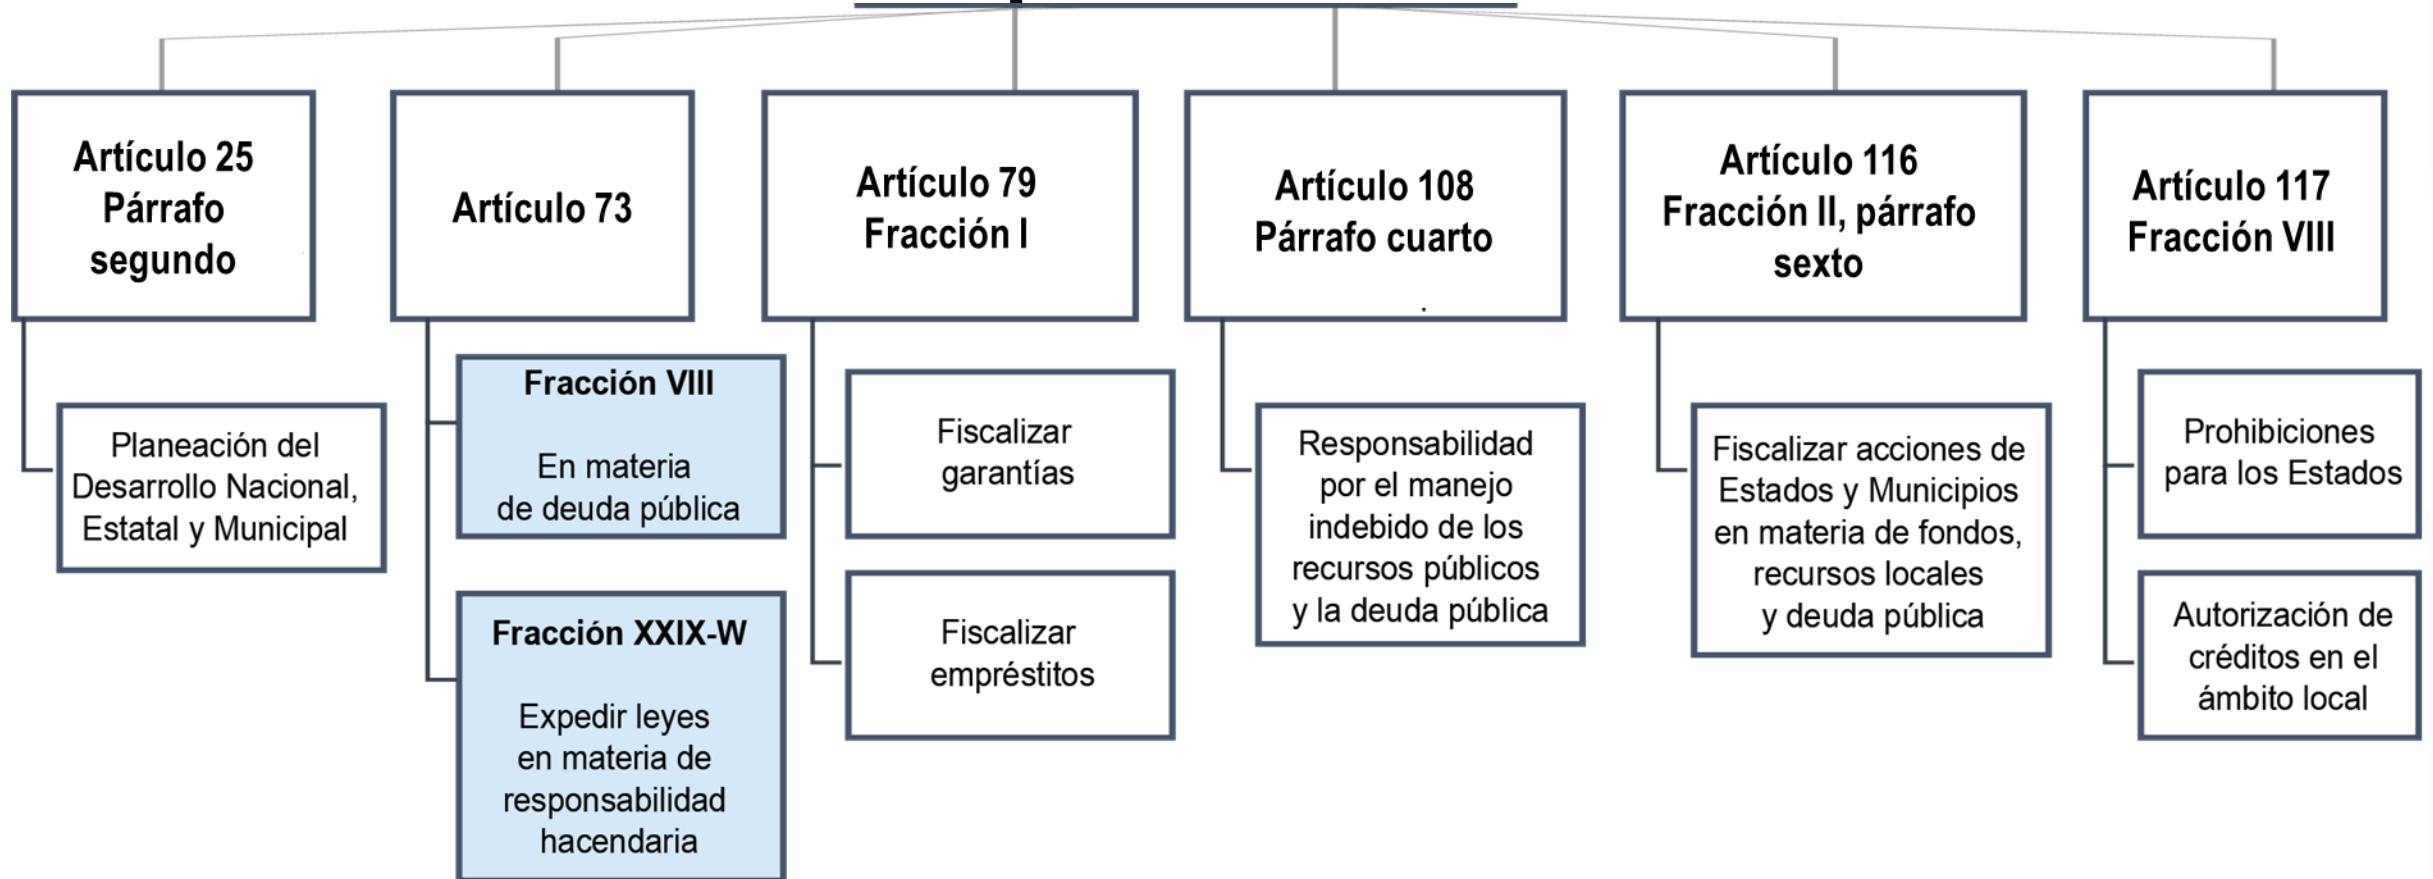 Artículo 25
Párrafo
segundo
Planeación del
Desarrollo Nacional,
Estatal y Municipal
Artículo 73
Fracción VIII
En materia
de deuda pública
Fracción XXIX-W
Expedir leyes
en materia de
responsabilidad
hacendaria
Artículo 79
Fracción I
Fiscalizar
garantías
Fiscalizar
empréstitos
Artículo 108
Párrafo cuarto
.
Responsabilidad
por el manejo
indebido de los
recursos públicos
y la deuda pública
Artículo 116
Fracción II, párrafo
sexto
Fiscalizar acciones de
Estados y Municipios
en materia de fondos,
recursos locales
y deuda pública
Artículo 117
Fracción VIII
Prohibiciones
para los Estados
Autorización de
créditos en el
ámbito local